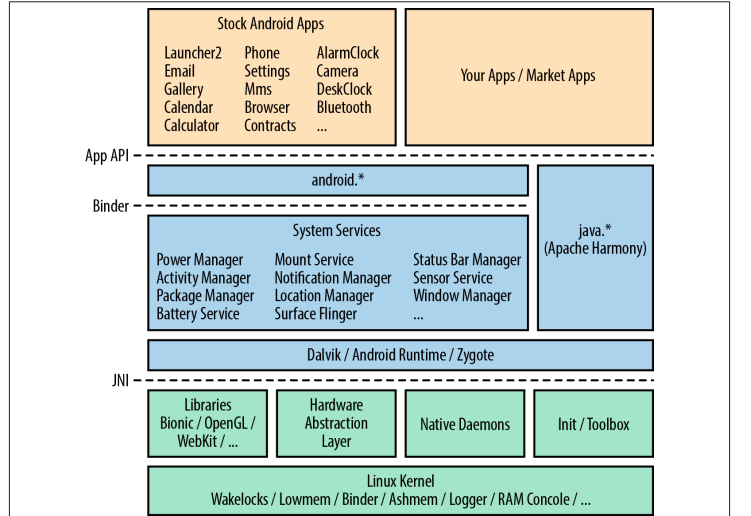 Stock Android Apps
Launcher2 Phone AlarmClock
Email Settings Camera
Gallery Mms DeskClock
Calendar Browser Bluetooth
Calculator Contracts ...
Your Apps / Market Apps
App API
android.*
Binder
java.*
(Apache Harmony)
System Services
Power Manager Mount Service Status Bar Manager
Activity Manager Notification Manager Sensor Service
Package Manager Location Manager Window Manager
Battery Service Surface Flinger ...
Dalvik / Android Runtime / Zygote
JNI
Libraries
Bionic / OpenGL /
WebKit / ...
Hardware
Abstraction
Layer
Native Daemons
Init / Toolbox
Linux Kernel
Wakelocks / Lowmem / Binder / Ashmem / Logger / RAM Concole / ...